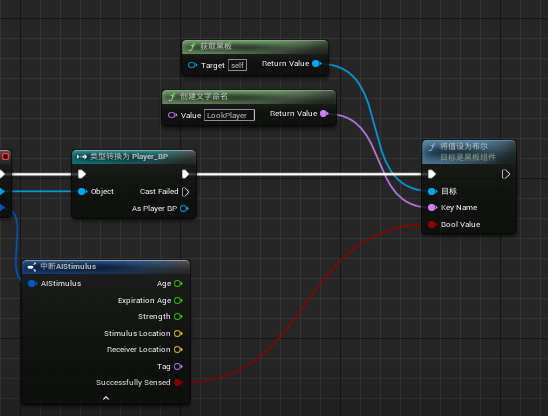 获取黑板
Target self Return Value
创建文字命名
Value LookPlayer Return Value
将值设为布尔
目标是黑板组件
类型转换为 Player_BP
Object Cast Failed
目标
As Player BP
Key Name
Bool Value
中断AIStimulus
AIStimulus Age
Expiration Age
Strength
Stimulus Location
Receiver Location
Tag
Successfully Sensed